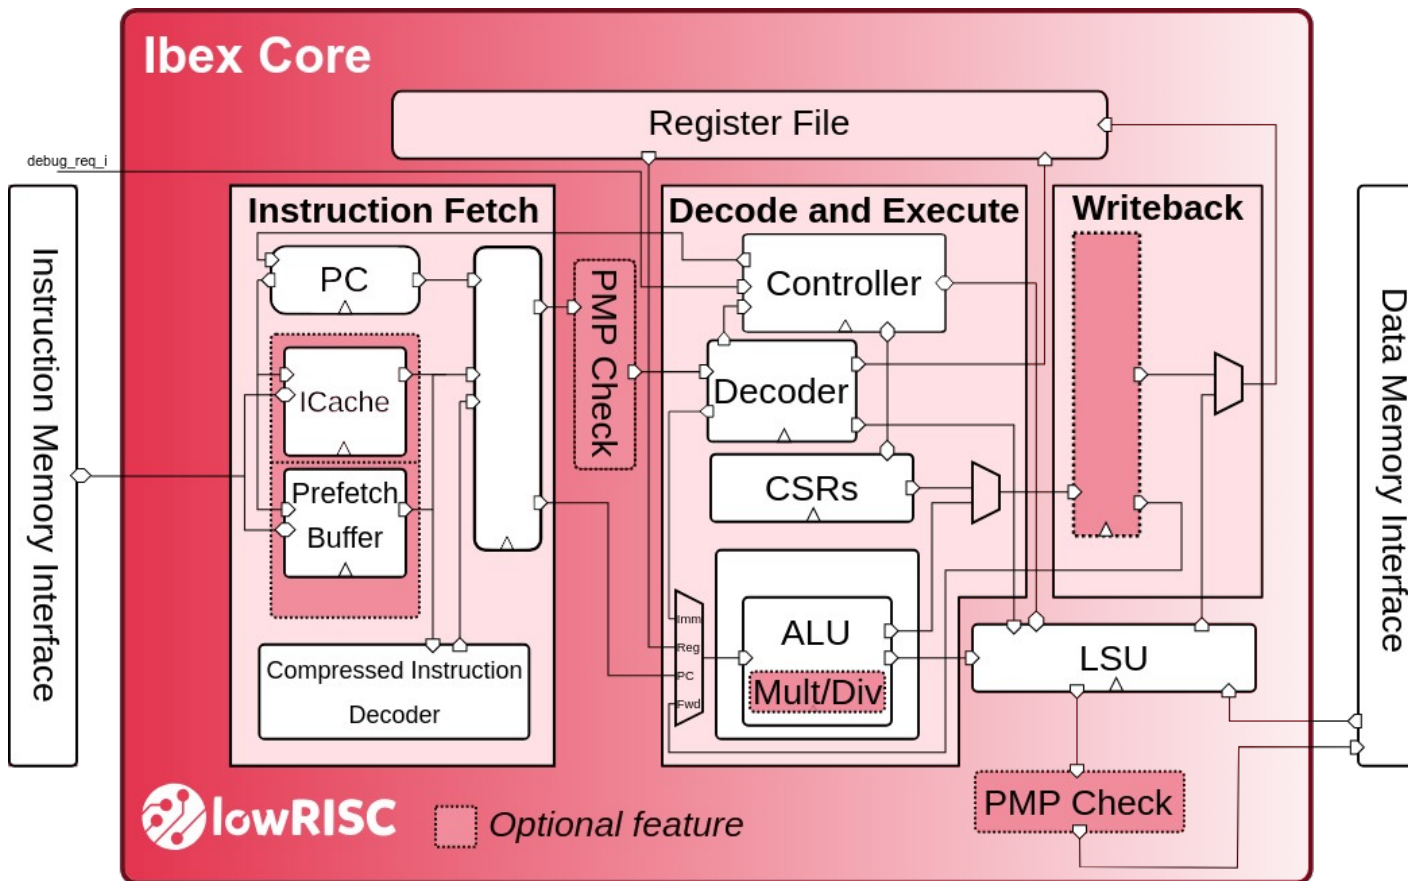 Ibex Core
Register File
debug_req_i
Instruction Memory Interface
Instruction Fetch
PC
ICache
Prefetch
Buffer
Compressed Instruction
Decoder
PMP Check
Decode and Execute
Controller
Decoder
CSRs
Imm
Reg
PC
Fwd
ALU
Mult/Div
Writeback
LSU
PMP Check
Data Memory Interface
lowRISC
Optional feature